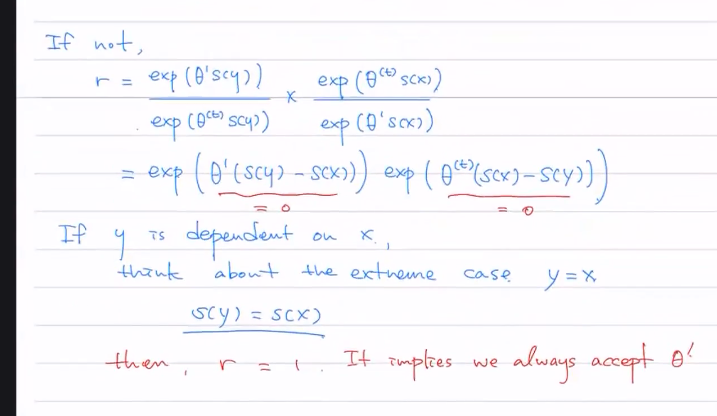 If not,
r = exp(θ's(y)) / exp(θ^(t) s(y)) × exp(θ^(t) s(x)) / exp(θ's(x))
= exp(θ'(s(y) - s(x))) exp(θ^(t)(s(x) - s(y)))
= 0 = 0
If y is dependent on x,
think about the extreme case y = x
s(y) = s(x)
then, r = 1. It implies we always accept θ'